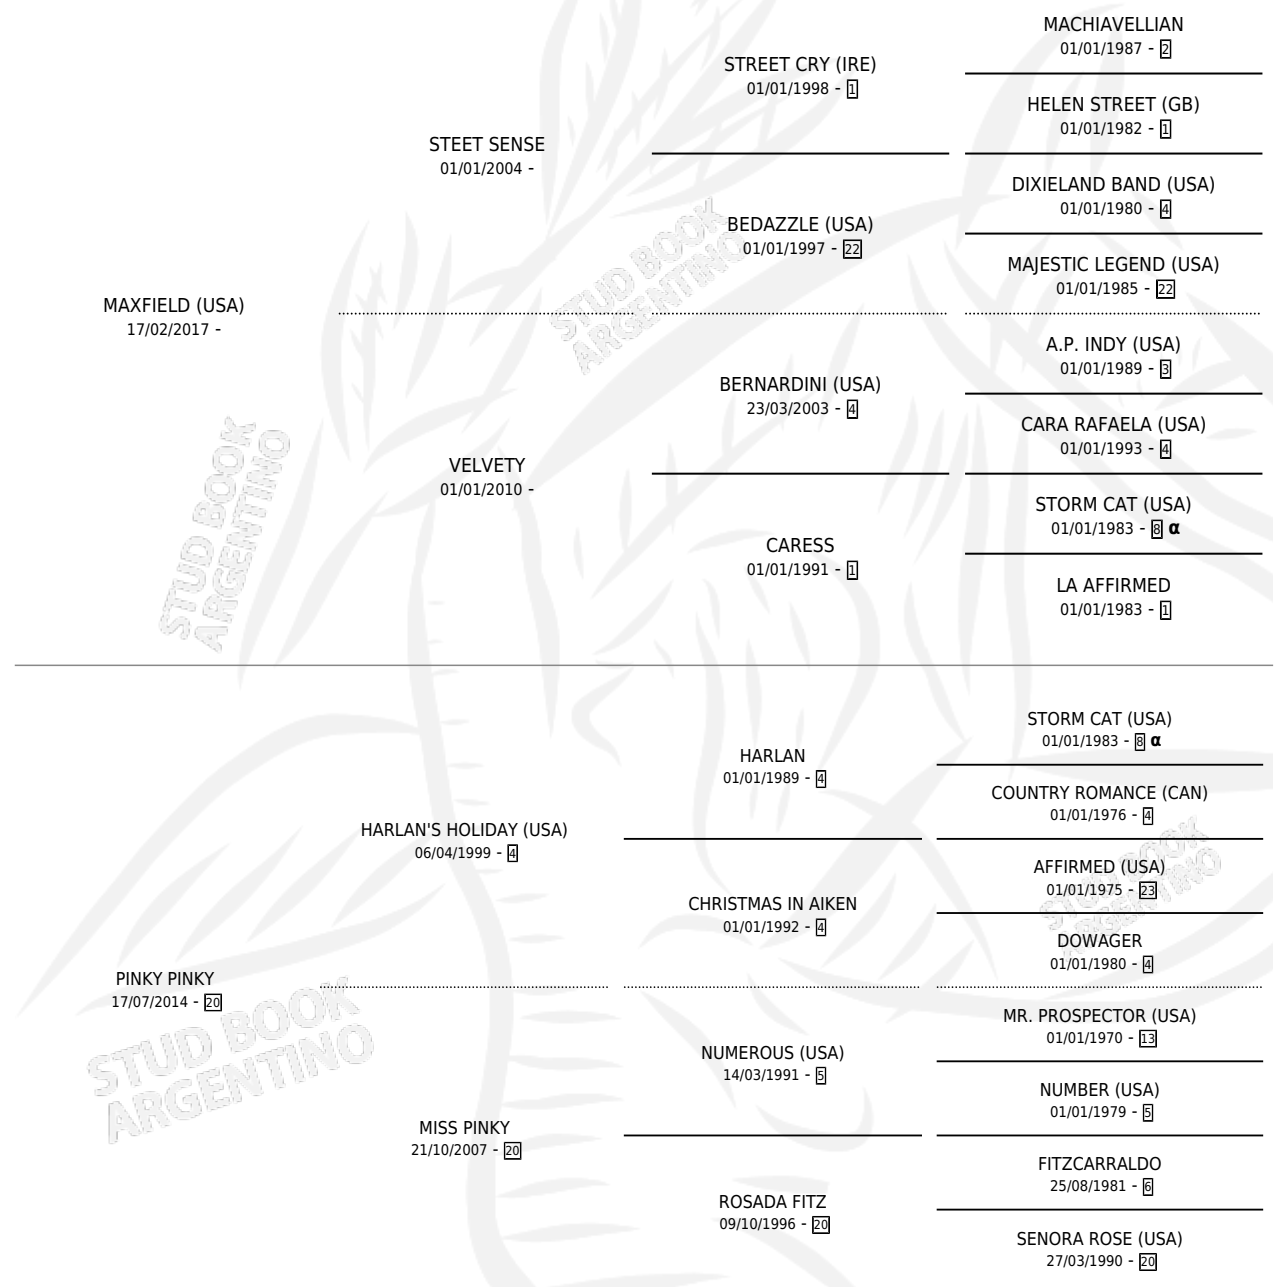 MACHIAVELLIAN
01/01/1987 - 2
STREET CRY (IRE)
01/01/1998 - 1
HELEN STREET (GB)
01/01/1982 - 1
STEET SENSE
01/01/2004 -
DIXIELAND BAND (USA)
01/01/1980 - 4
BEDAZZLE (USA)
01/01/1997 - 22
MAJESTIC LEGEND (USA)
01/01/1985 - 22
MAXFIELD (USA)
17/02/2017 -
A.P. INDY (USA)
01/01/1989 - 3
BERNARDINI (USA)
23/03/2003 - 4
CARA RAFAELA (USA)
01/01/1993 - 4
VELVETY
01/01/2010 -
STORM CAT (USA)
01/01/1983 - 8 α
CARESS
01/01/1991 - 1
LA AFFIRMED
01/01/1983 - 1
STORM CAT (USA)
01/01/1983 - 8 α
HARLAN
01/01/1989 - 4
COUNTRY ROMANCE (CAN)
01/01/1976 - 4
HARLAN'S HOLIDAY (USA)
06/04/1999 - 4
AFFIRMED (USA)
01/01/1975 - 23
CHRISTMAS IN AIKEN
01/01/1992 - 4
DOWAGER
01/01/1980 - 4
PINKY PINKY
17/07/2014 - 20
MR. PROSPECTOR (USA)
01/01/1970 - 13
NUMEROUS (USA)
14/03/1991 - 5
NUMBER (USA)
01/01/1979 - 5
MISS PINKY
21/10/2007 - 20
FITZCARRALDO
25/08/1981 - 6
ROSADA FITZ
09/10/1996 - 20
SENORA ROSE (USA)
27/03/1990 - 20
STUD BOOK
ARGENTINO
STUD BOOK
ARGENTINO
STUD BOOK
ARGENTINO
STUD BOOK
ARGENTINO